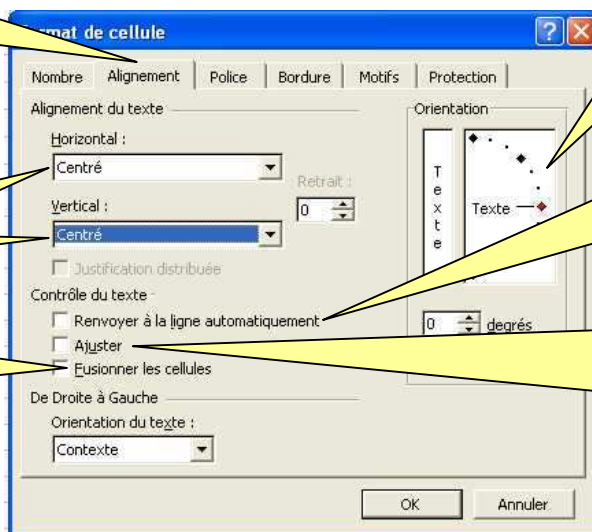 Format de cellule
Nombre Alignement Police Bordure Motifs Protection
Alignement du texte
Horizontal :
Centré
Retrait :
Vertical :
0
Centré
Justification distribuée
Contrôle du texte
Renvoyer à la ligne automatiquement
Ajuster
Fusionner les cellules
De Droite à Gauche
Orientation du texte :
Contexte
Orientation
Texte
Texte
0 degrés
OK Annuler